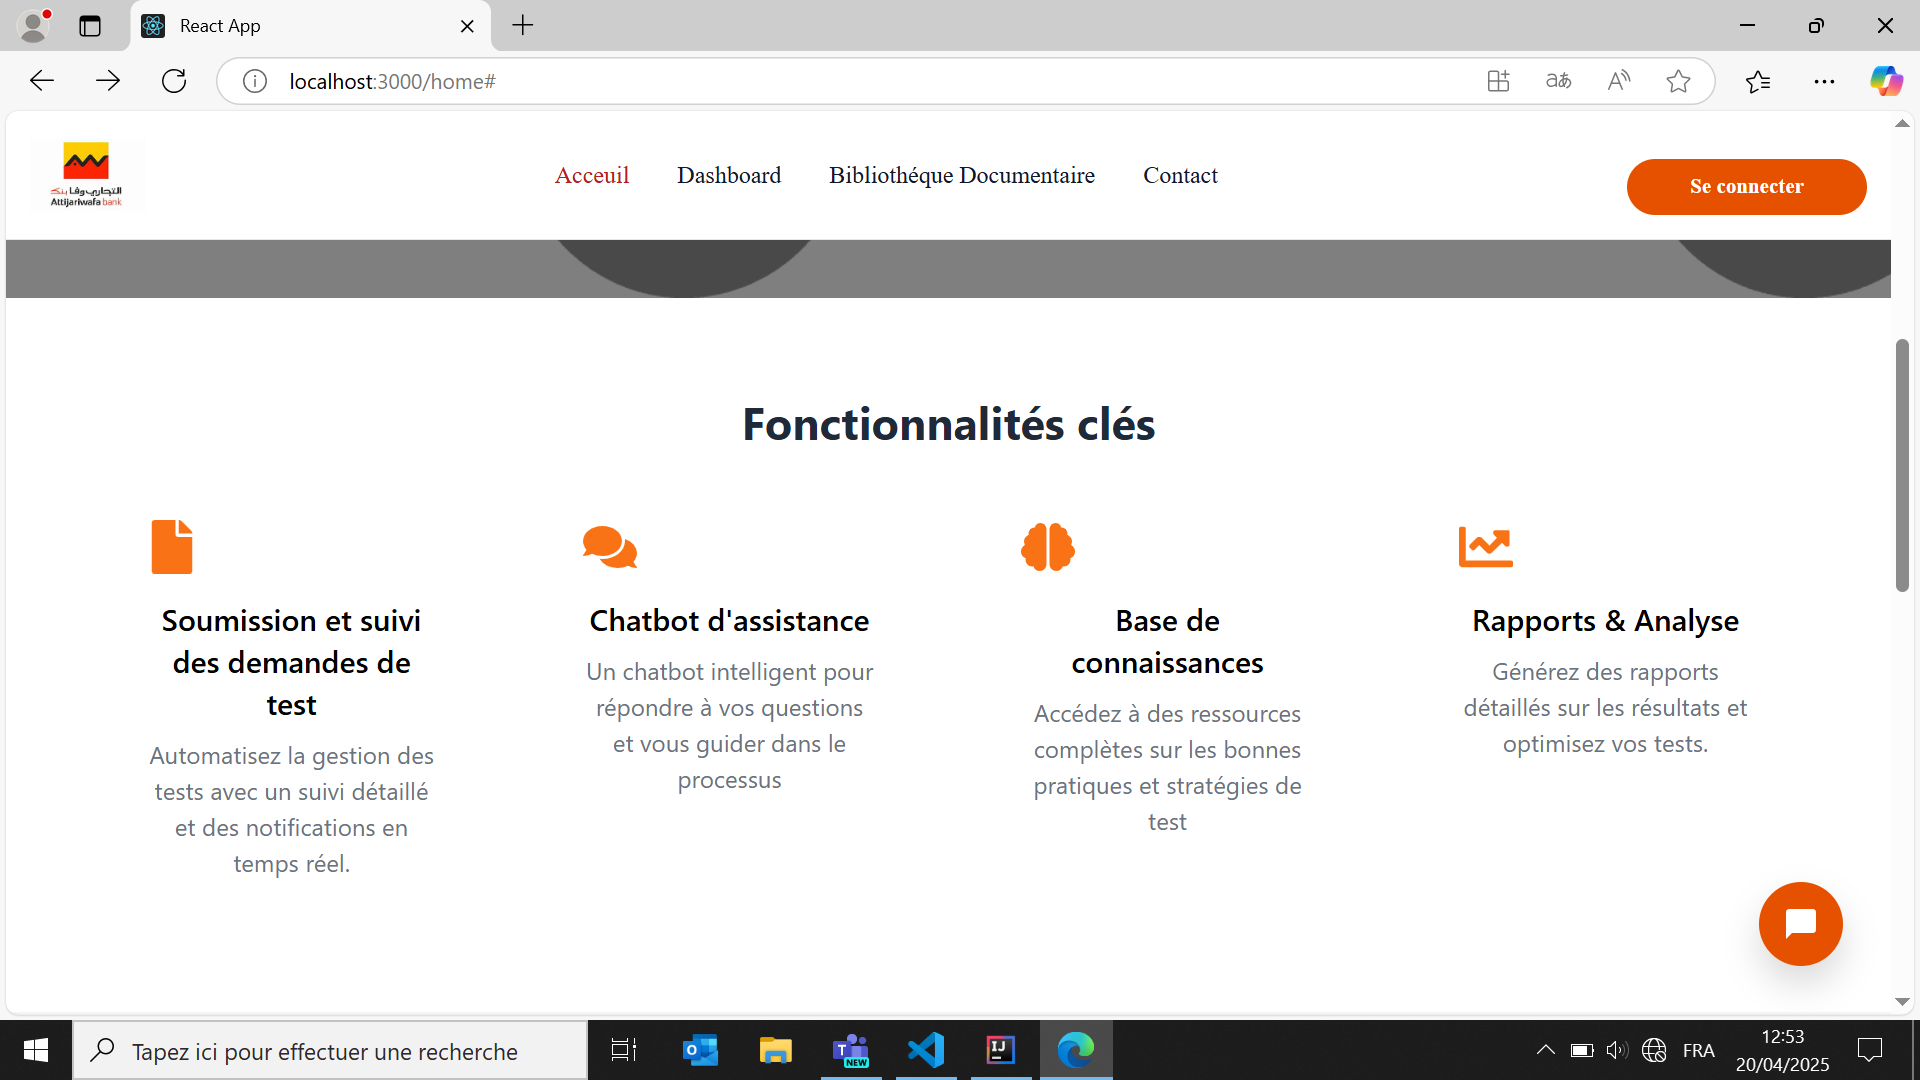 React App
localhost:3000/home#
التجاري وفا بنك
Attijariwafa bank
Acceuil
Dashboard
Bibliothéque Documentaire
Contact
Se connecter
Fonctionnalités clés
Soumission et suivi
des demandes de
test
Automatisez la gestion des
tests avec un suivi détaillé
et des notifications en
temps réel.
Chatbot d'assistance
Un chatbot intelligent pour
répondre à vos questions
et vous guider dans le
processus
Base de
connaissances
Accédez à des ressources
complètes sur les bonnes
pratiques et stratégies de
test
Rapports & Analyse
Générez des rapports
détaillés sur les résultats et
optimisez vos tests.
Tapez ici pour effectuer une recherche
NEW
FRA
12:53
20/04/2025